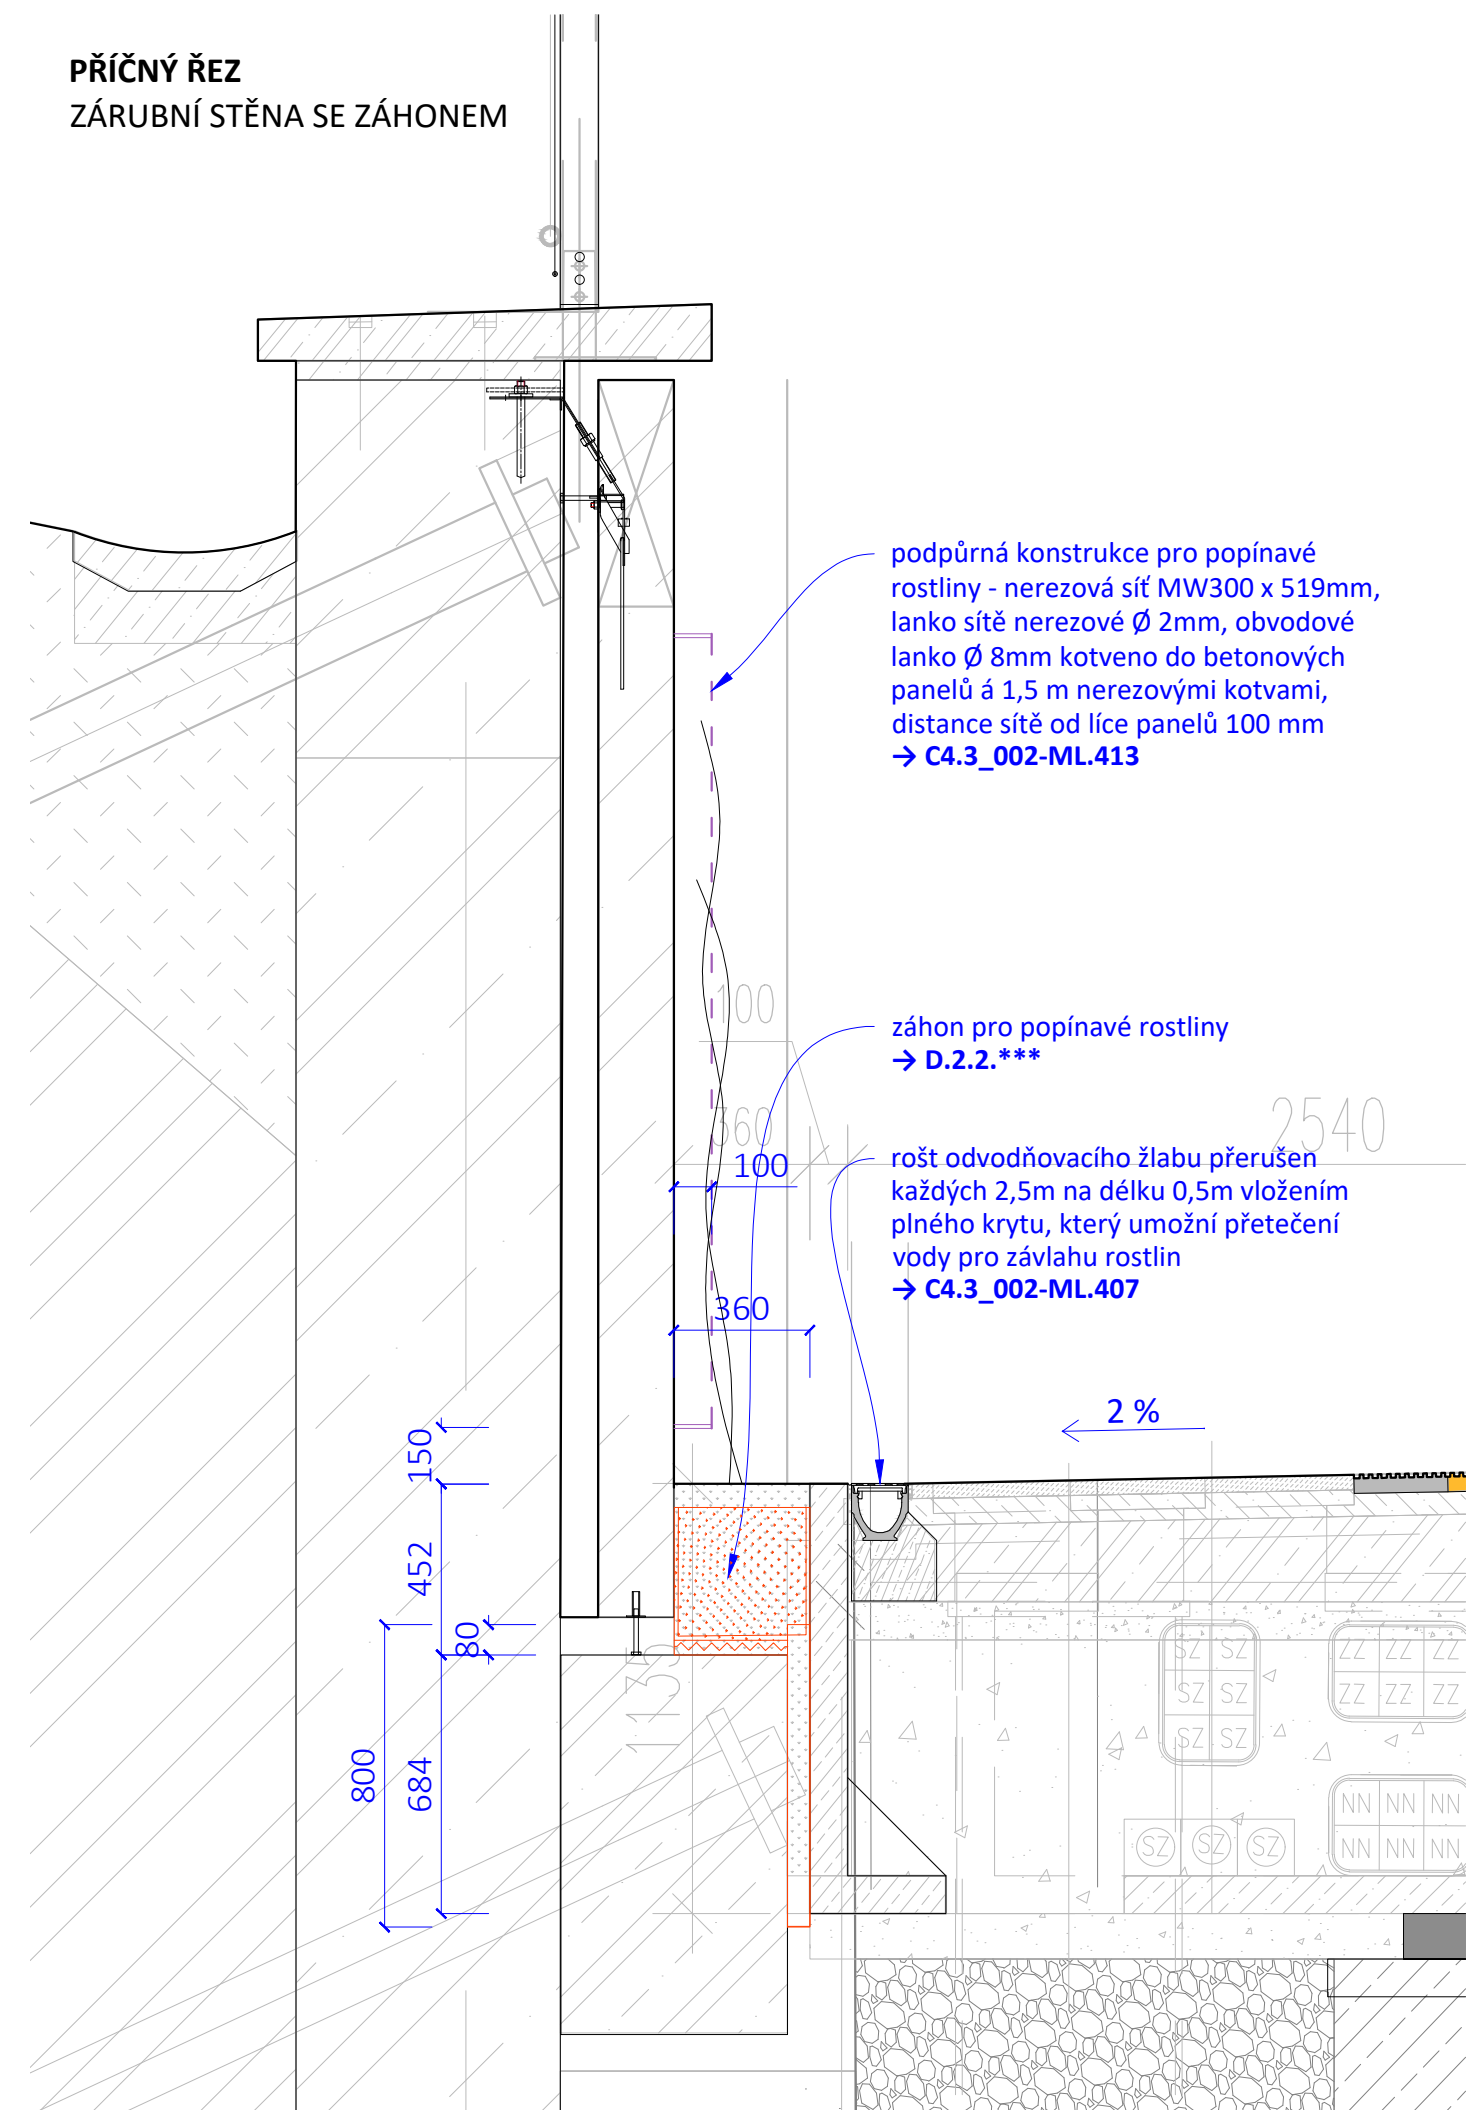 PŘÍČNÝ ŘEZ
ZÁRUBNÍ STĚNA SE ZÁHONEM
podpůrná konstrukce pro popínavé
rostliny - nerezová síť MW300 x 519mm,
lanko sítě nerezové Ø 2mm, obvodové
lanko Ø 8mm kotveno do betonových
panelů á 1,5 m nerezovými kotvami,
distance sítě od líce panelů 100 mm
→ C4.3_002-ML.413
100
záhon pro popínavé rostliny
→ D.2.2.***
360
2540
100
rošt odvodňovacího žlabu přerušen
každých 2,5m na délku 0,5m vložením
plného krytu, který umožní přetečení
vody pro závlahu rostlin
→ C4.3_002-ML.407
360
2 %
150
452
80
800
684
1135
SZ SZ
SZ SZ
SZ SZ
ZZ ZZ ZZ
ZZ ZZ ZZ
SZ SZ SZ
NN NN NN
NN NN NN